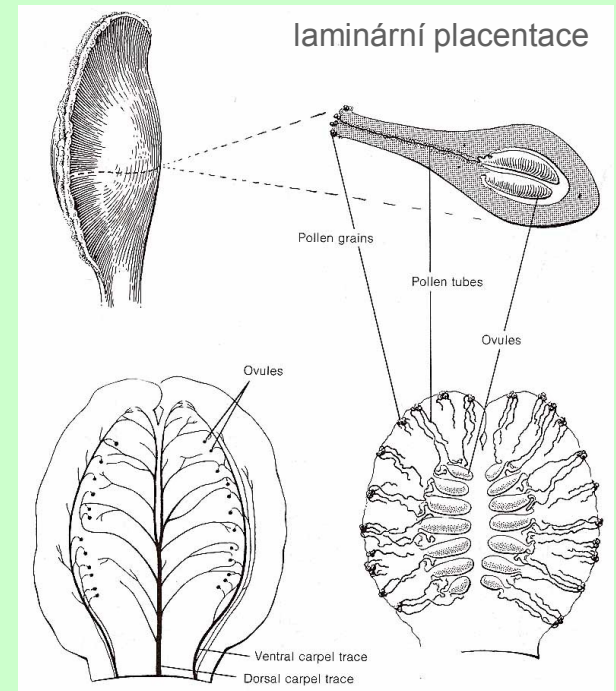 laminární placentace
Pollen grains
Pollen tubes
Ovules
Ovules
Ventral carpel trace
Dorsal carpel trace